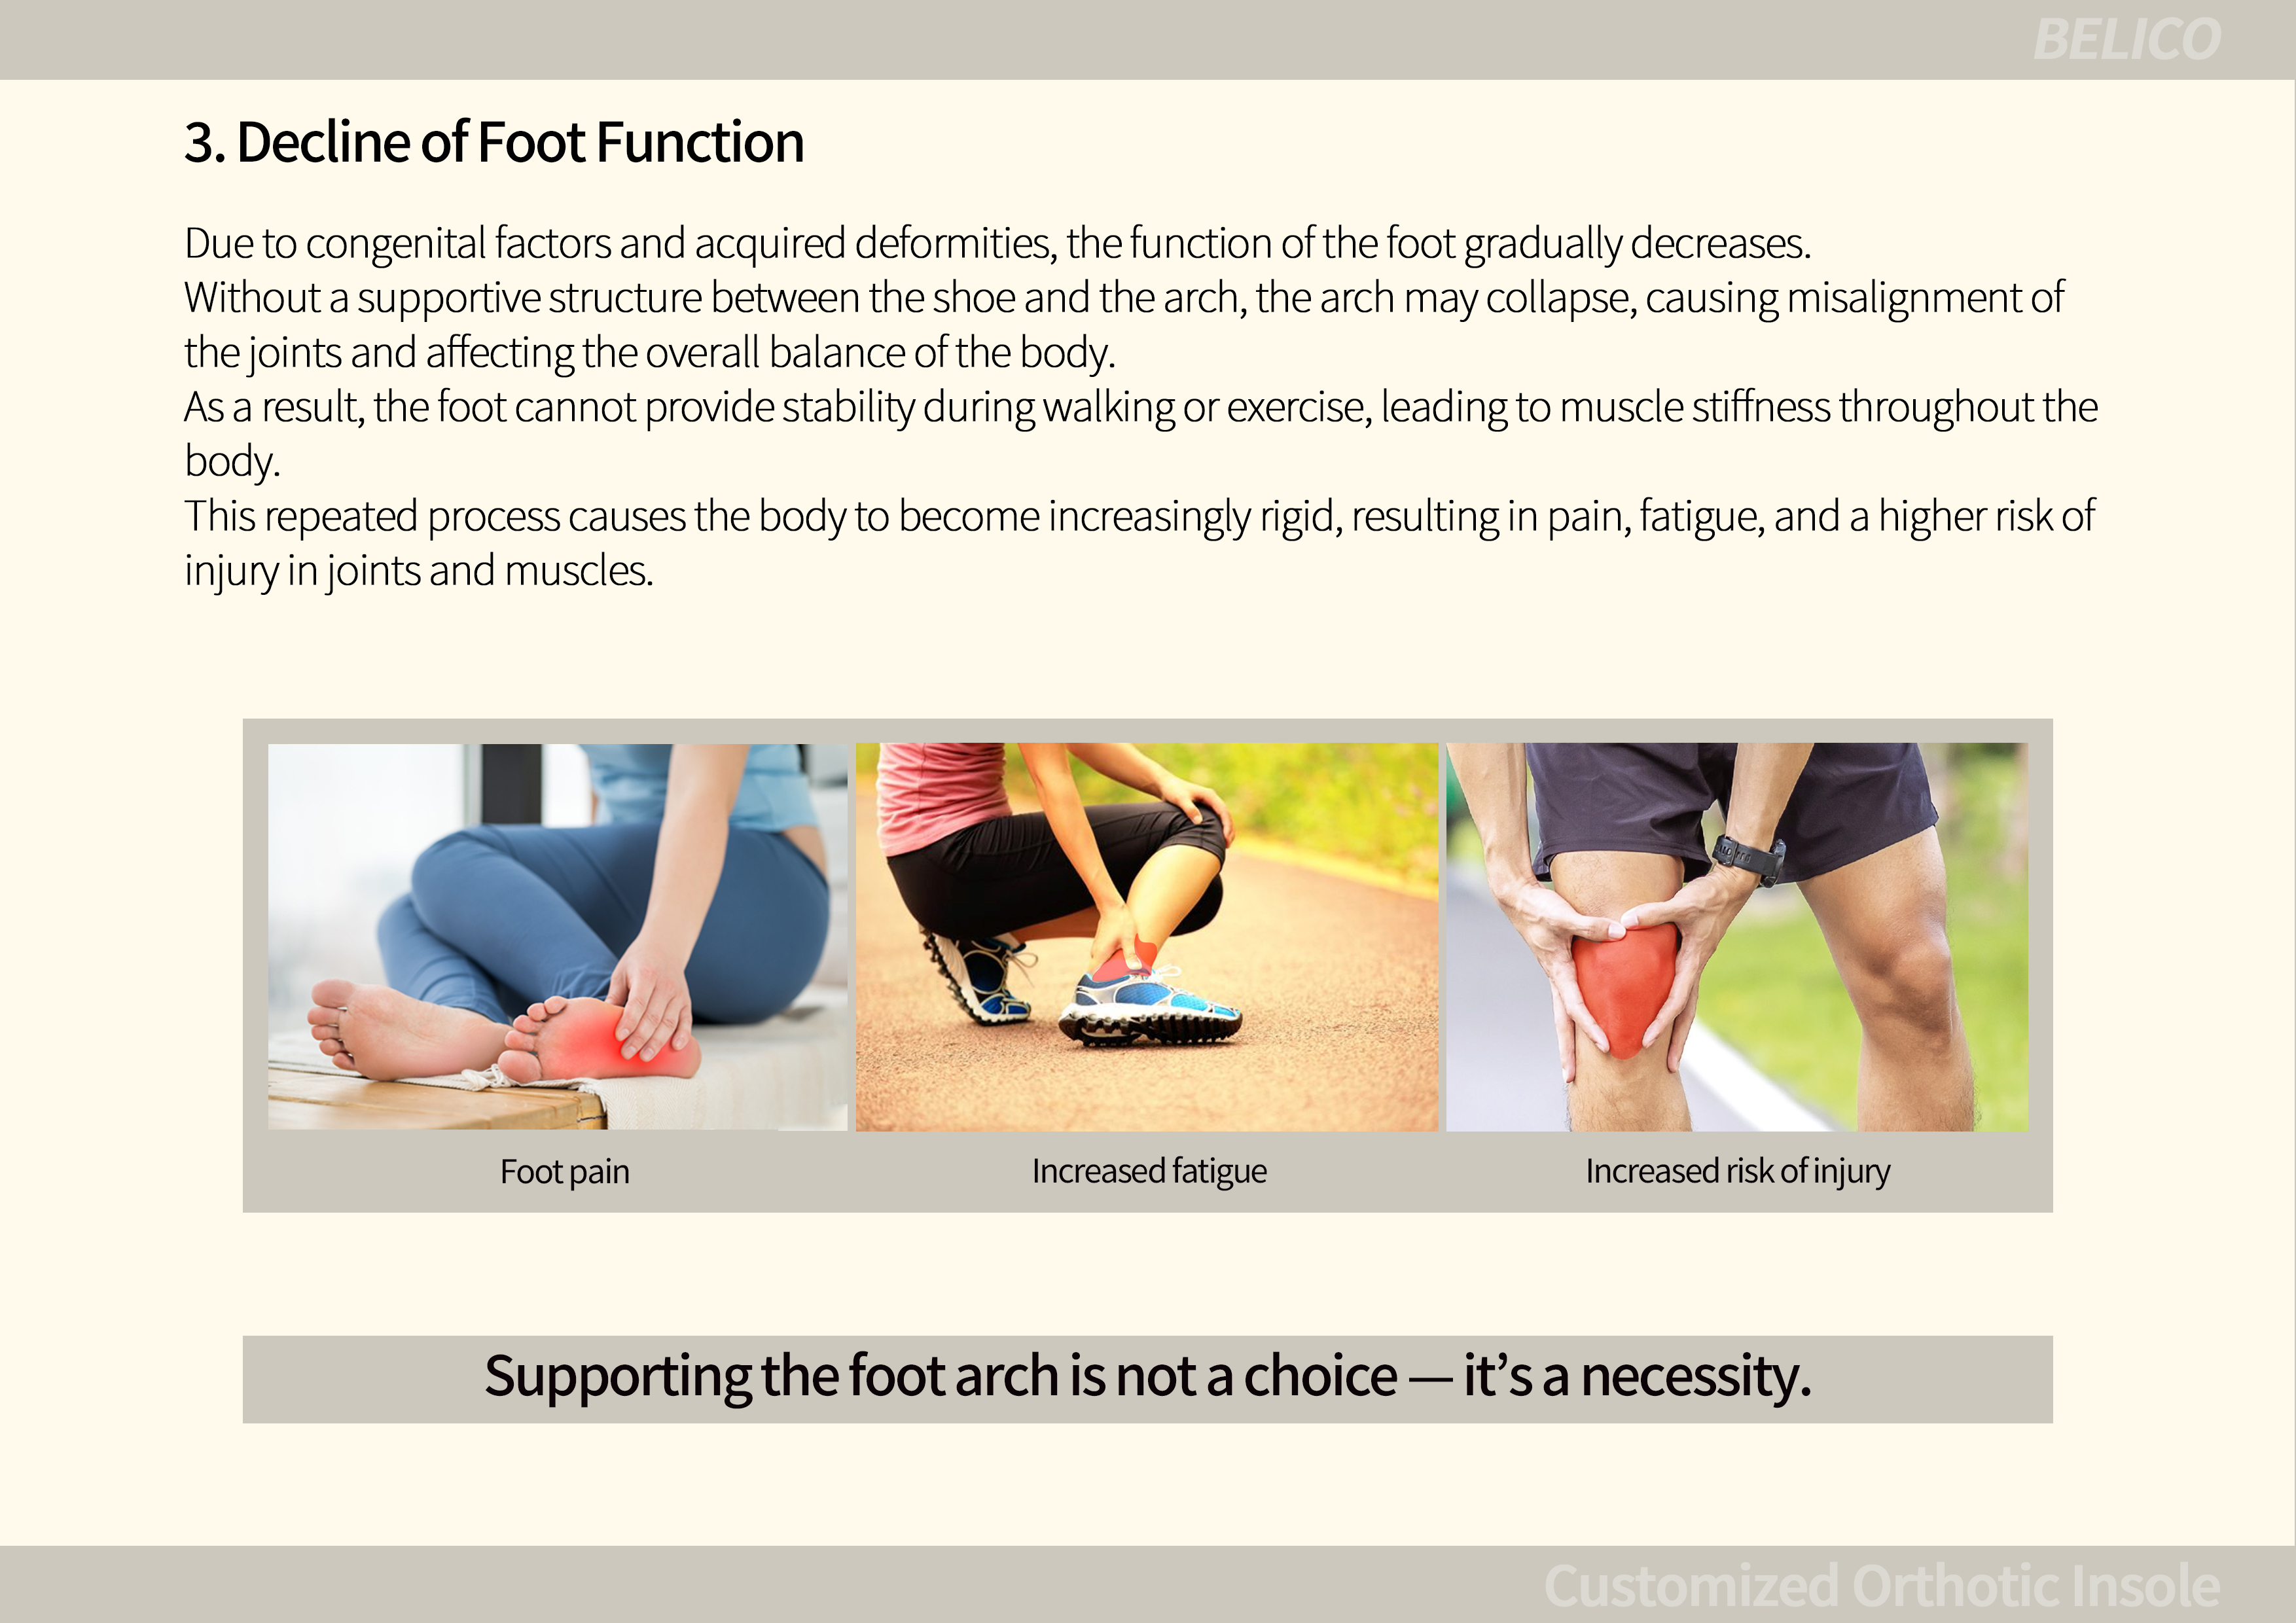 BELICO
3. Decline of Foot Function
Due to congenital factors and acquired deformities, the function of the foot gradually decreases.
Without a supportive structure between the shoe and the arch, the arch may collapse, causing misalignment of
the joints and affecting the overall balance of the body.
As a result, the foot cannot provide stability during walking or exercise, leading to muscle stiffness throughout the
body.
This repeated process causes the body to become increasingly rigid, resulting in pain, fatigue, and a higher risk of
injury in joints and muscles.
Foot pain
Increased fatigue
Increased risk of injury
Supporting the foot arch is not a choice — it’s a necessity.
Customized Orthotic Insole